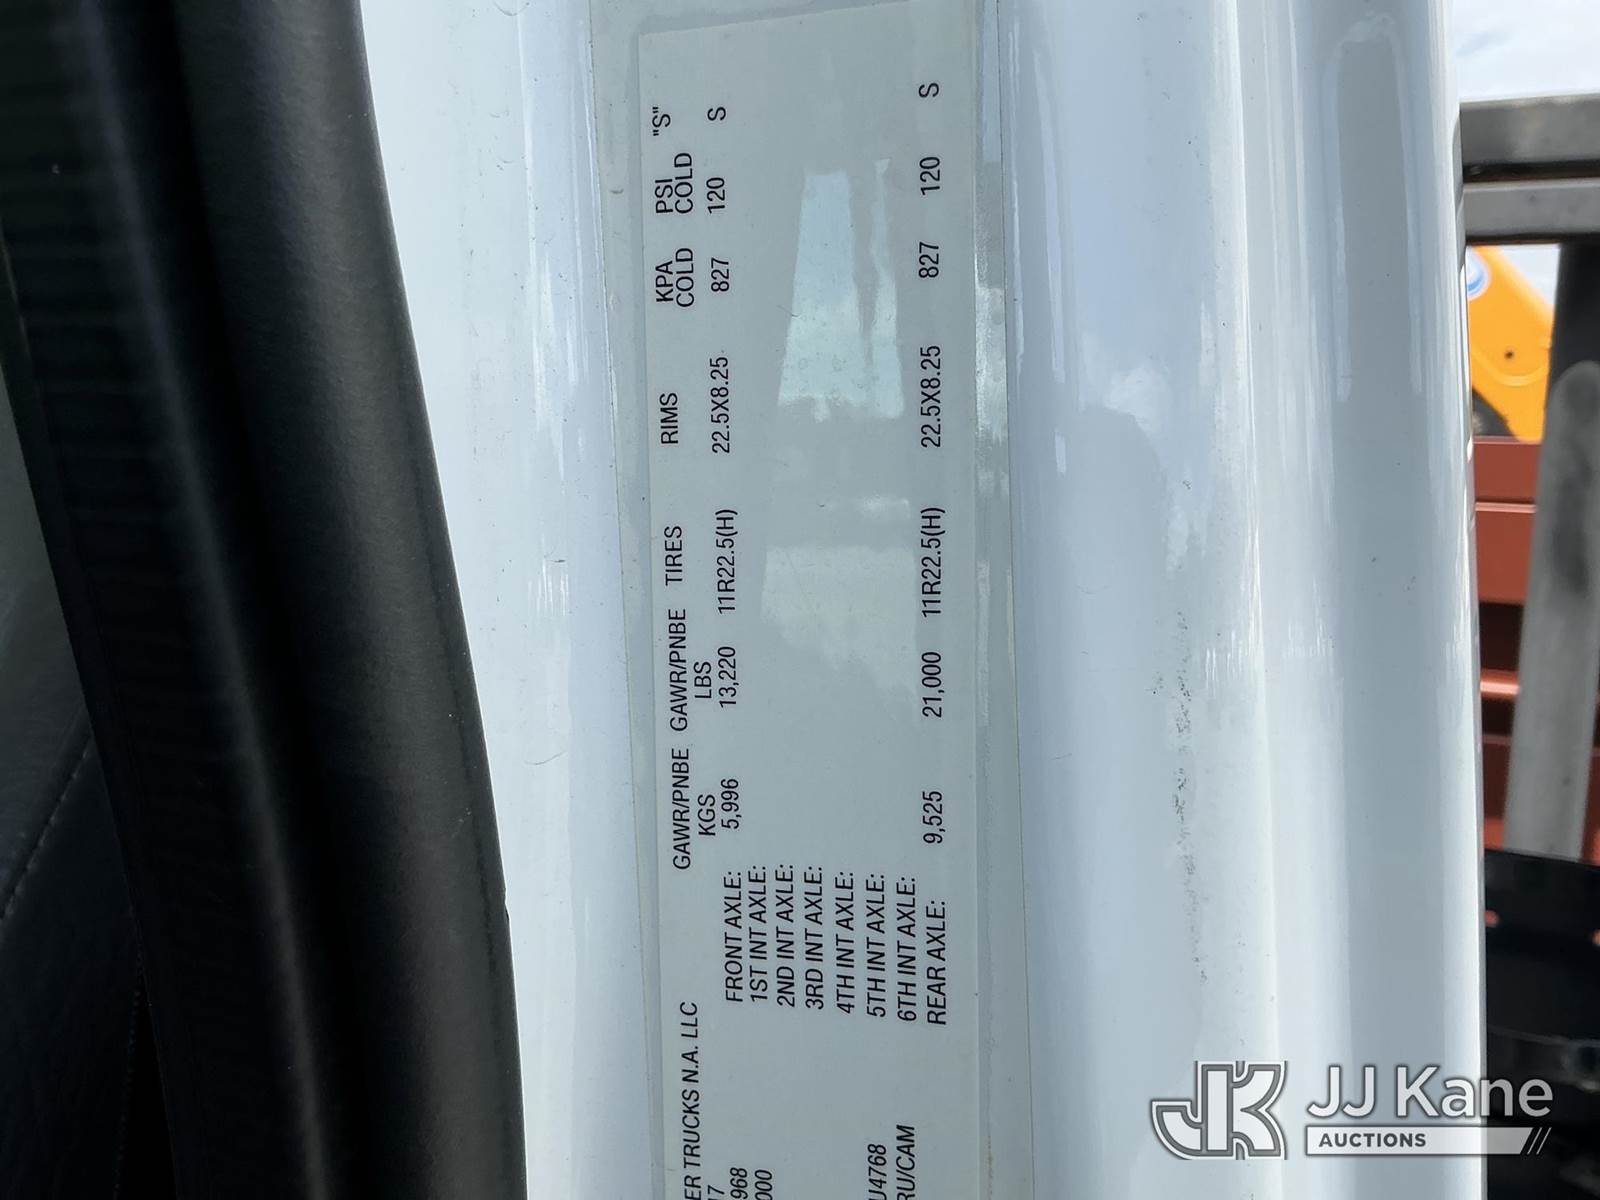 GAWR/PNBE GAWR/PNBE TIRES RIMS KPA PSI "S"
KGS LBS COLD COLD
FRONT AXLE: 5,996 13,220 11R22.5(H) 22.5X8.25 827 120 S
1ST INT AXLE:
2ND INT AXLE:
3RD INT AXLE:
4TH INT AXLE:
5TH INT AXLE:
6TH INT AXLE:
REAR AXLE: 9,525 21,000 11R22.5(H) 22.5X8.25 827 120 S
ER TRUCKS N.A. LLC
17
968
000
U4768
RU/CAM
JK JJ Kane
AUCTIONS